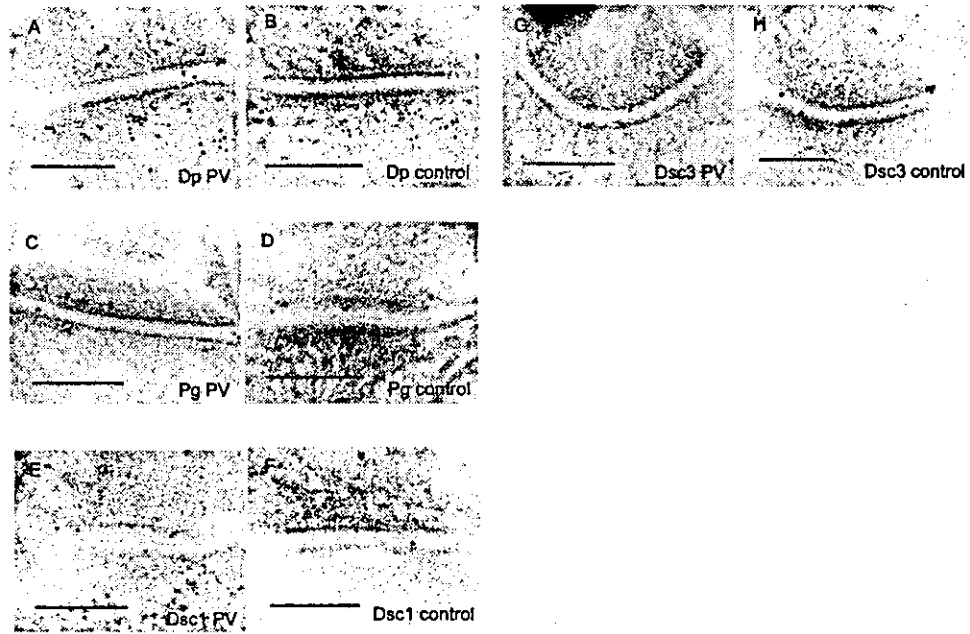 A
Dp PV
B
Dp control
G
Dsc3 PV
H
Dsc3 control
C
Pg PV
D
Pg control
E
Dsc1 PV
F
Dsc1 control